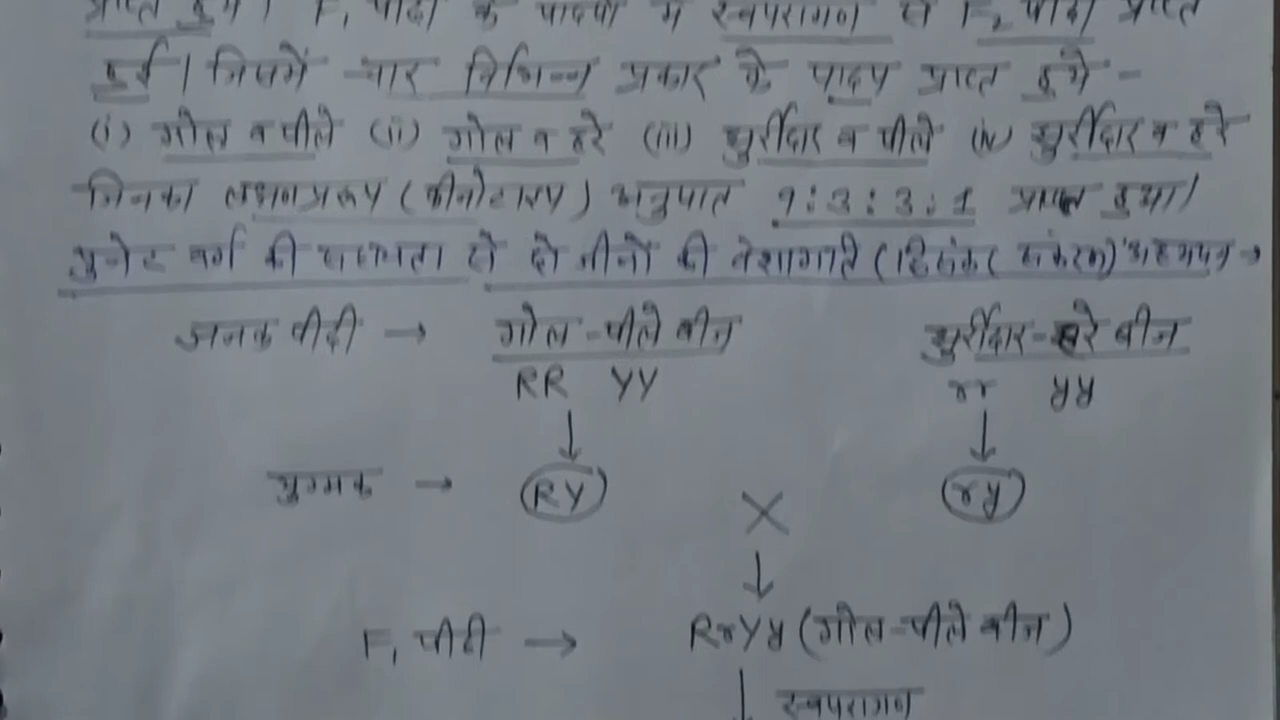 प्राप्त हुये। F₁ पीढी के पादपों में स्वपरागण से F₂ पीढी प्राप्त
हुई। जिसमें चार विभिन्न प्रकार के पादप प्राप्त हुये -
(i) गोल व पीले (ii) गोल व हरे (iii) झुर्रीदार व पीले (iv) झुर्रीदार व हरे
जिनका लक्षणप्ररूप (फीनोटाइप) अनुपात 9:3:3:1 प्राप्त हुआ।
पुनेट वर्ग की सहायता से दो जीनों की वंशागति (द्विसंकर संकरण) →
जनक पीढी → गोल - पीले बीज झुर्रीदार - हरे बीज
RR YY rr yy
↓ ↓
युग्मक → RY × ry
↓
F₁ पीढी → RrYy (गोल - पीले बीज)
↓ स्वपरागण